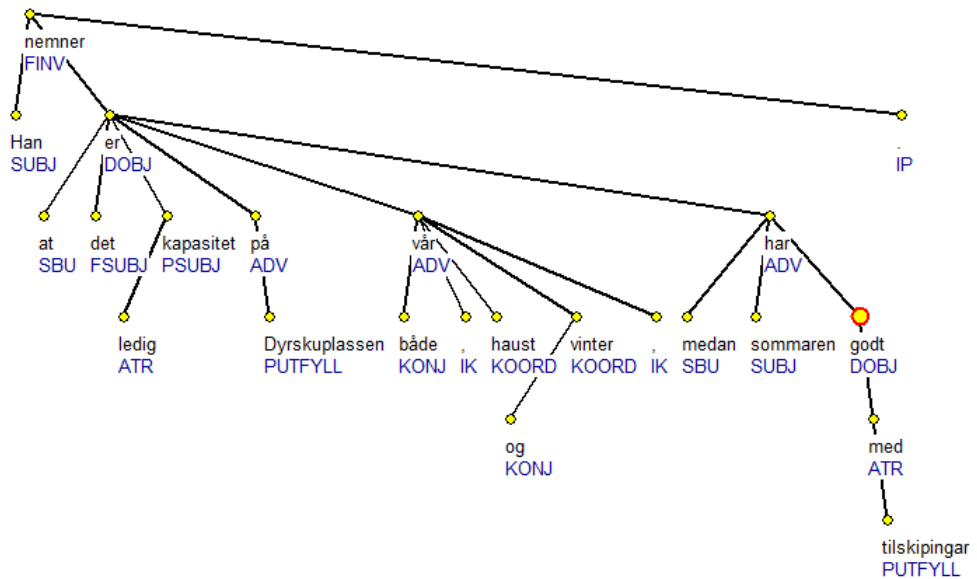 nemner
FINV
Han er .
SUBJ DOBJ IP
at det kapasitet på vår har
SBU FSUBJ PSUBJ ADV ADV ADV
ledig Dyrskuplassen både , haust vinter , medan sommaren godt
ATR PUTFYLL KONJ IK KOORD KOORD IK SBU SUBJ DOBJ
og med
KONJ ATR
tilskipingar
PUTFYLL